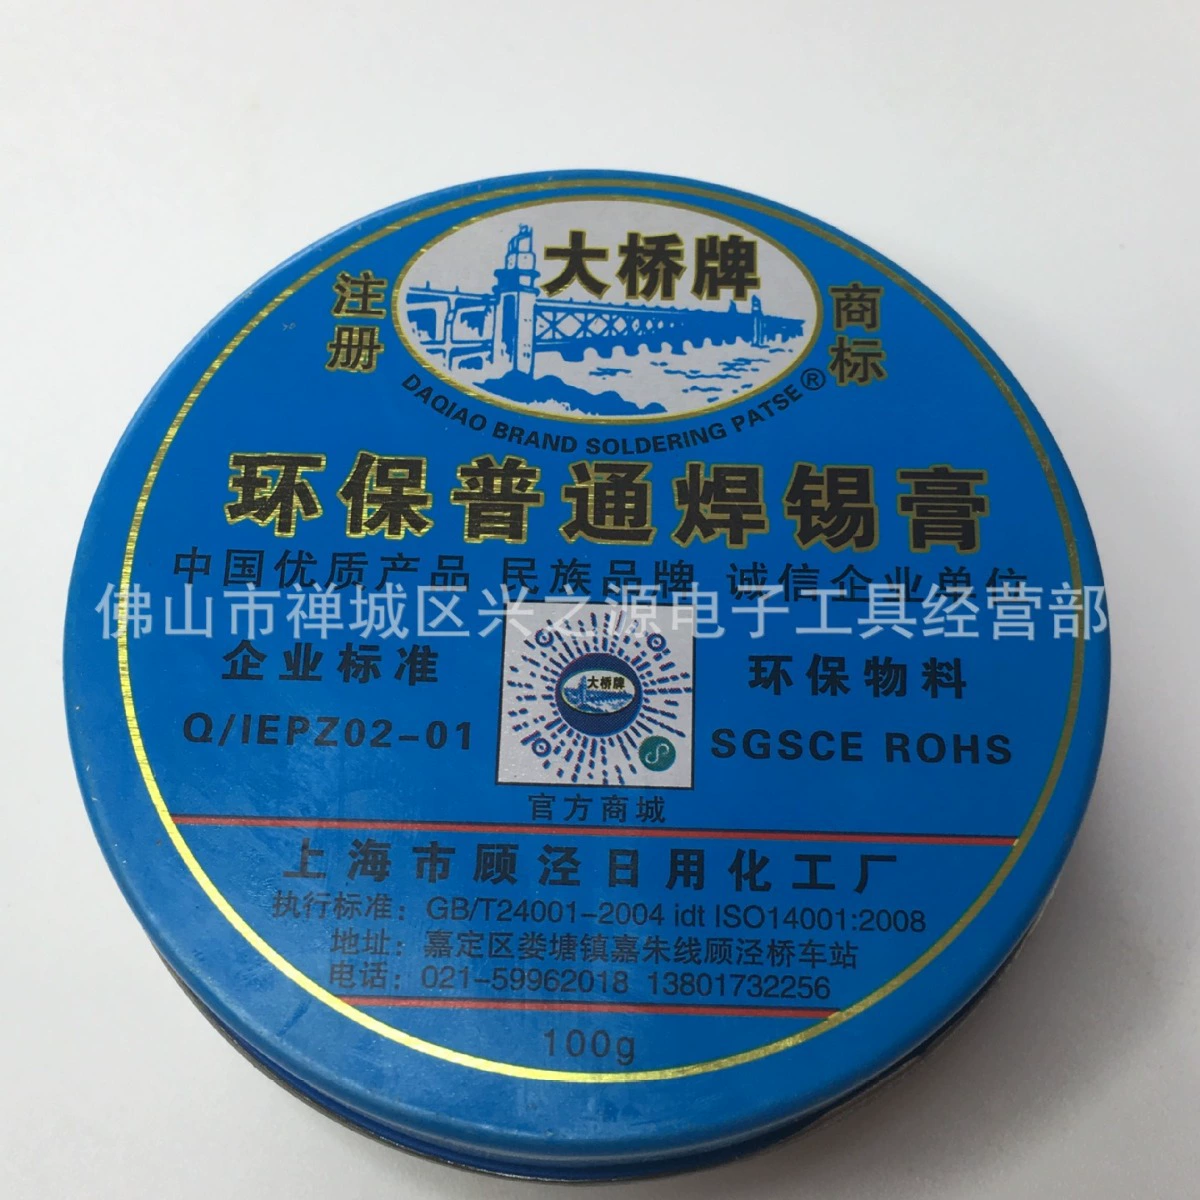 大桥牌
注册
商标
DAQIAO BRAND SOLDERING PATSE®
环保普通焊锡膏
中国优质产品 民族品牌 诚信企业单位
佛山市禅城区兴之源电子工具经营部
企业标准
Q/IEPZ02-01
大桥牌
环保物料
SGSCE ROHS
官方商城
上海市顾泾日用化工厂
执行标准：GB/T24001-2004 idt ISO14001:2008
地址：嘉定区娄塘镇嘉朱线顾泾桥车站
电话：021-59962018 13801732256
100g